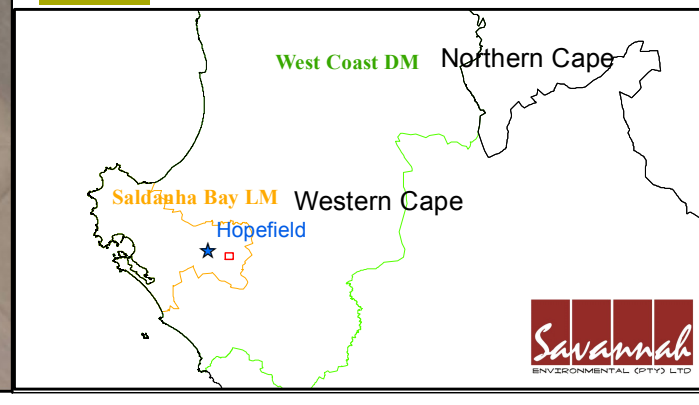 West Coast DM
Northern Cape
Saldanha Bay LM
Western Cape
Hopefield
Savannah
ENVIRONMENTAL (PTY) LTD